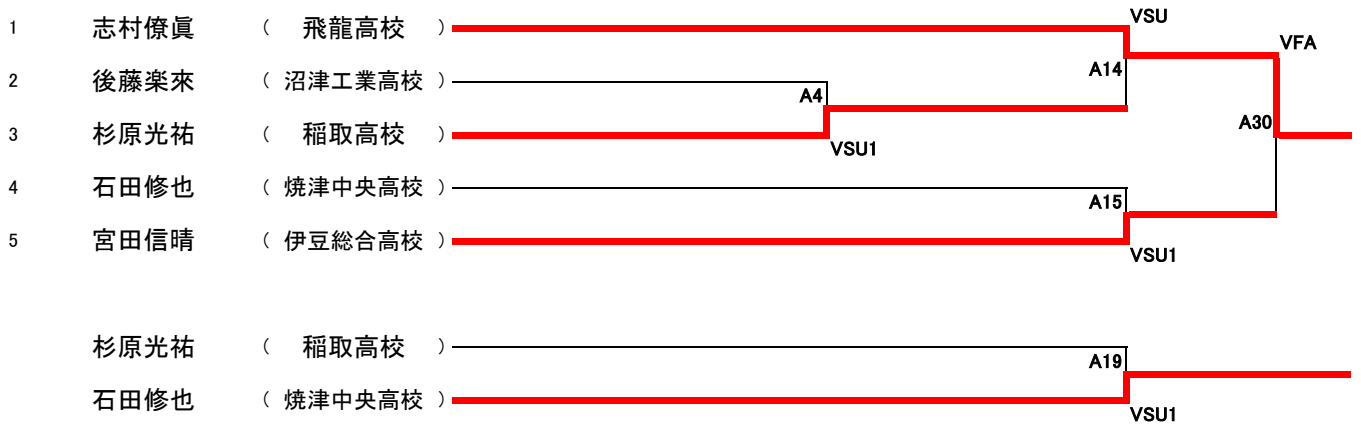 VSU
1 志村僚眞 （ 飛龍高校 ）
VFA
A14
2 後藤楽來 （ 沼津工業高校 ）
A4
A30
3 杉原光祐 （ 稲取高校 ）
VSU1
4 石田修也 （ 焼津中央高校 ）
A15
5 宮田信晴 （ 伊豆総合高校 ）
VSU1
杉原光祐 （ 稲取高校 ）
A19
石田修也 （ 焼津中央高校 ）
VSU1